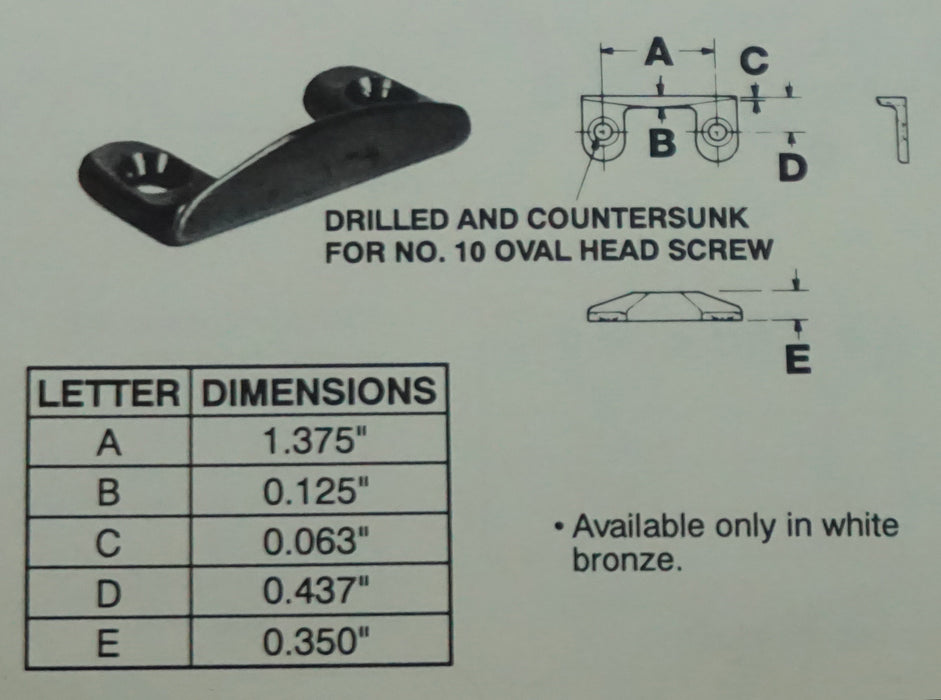 A
C
B
D
DRILLED AND COUNTERSUNK
FOR NO. 10 OVAL HEAD SCREW
E
LETTER DIMENSIONS
A 1.375"
B 0.125"
C 0.063"
D 0.437"
E 0.350"
• Available only in white
bronze.